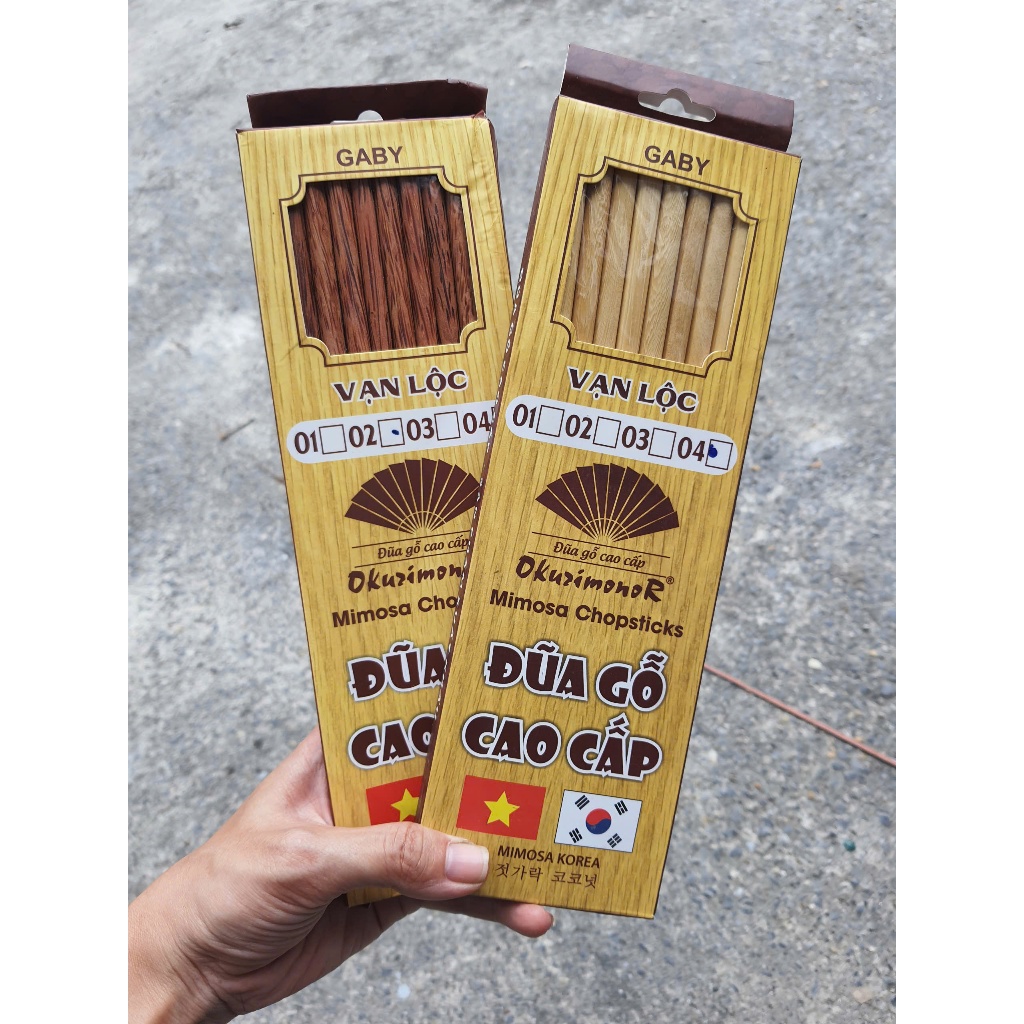 GABY
VẠN LỘC
01 02 03 04
Đũa gỗ cao cấp
OkurimonoR
Mimosa Cho
ĐŨA
CAO
GABY
VẠN LỘC
01 02 03 04
Đũa gỗ cao cấp
OkurimonoR®
Mimosa Chopsticks
ĐŨA GỖ
CAO CẤP
MIMOSA KOREA
젓가락 코코넛